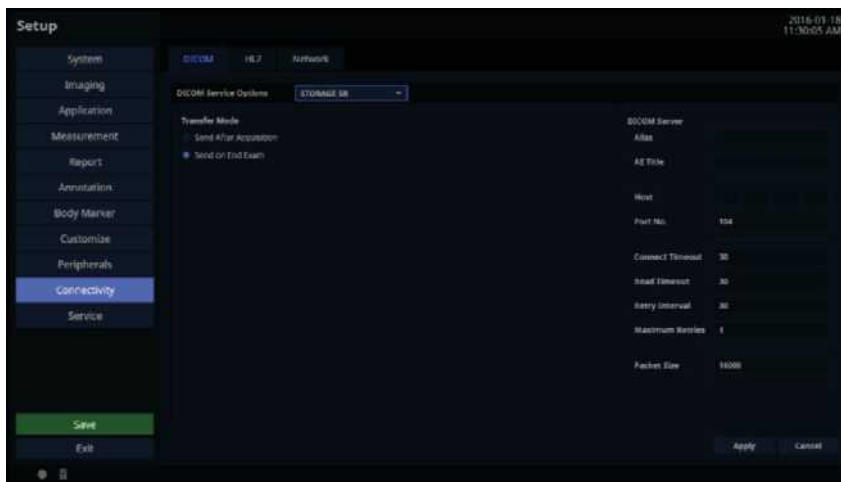 Setup
2016-01-18
11:30:05 AM
System
Imaging
Application
Measurement
Report
Annotation
Body Marker
Customize
Peripherals
Connectivity
Service
Save
Exit
DICOM HL7 Network
DICOM Service Options STORAGE SR
Transfer Mode
Send After Acquisition
Send on End Exam
DICOM Server
Alias
AE Title
Host
Port No. 104
Connect Timeout 30
Read Timeout 30
Retry Interval 30
Maximum Retries 1
Packet Size 16000
Apply Cancel